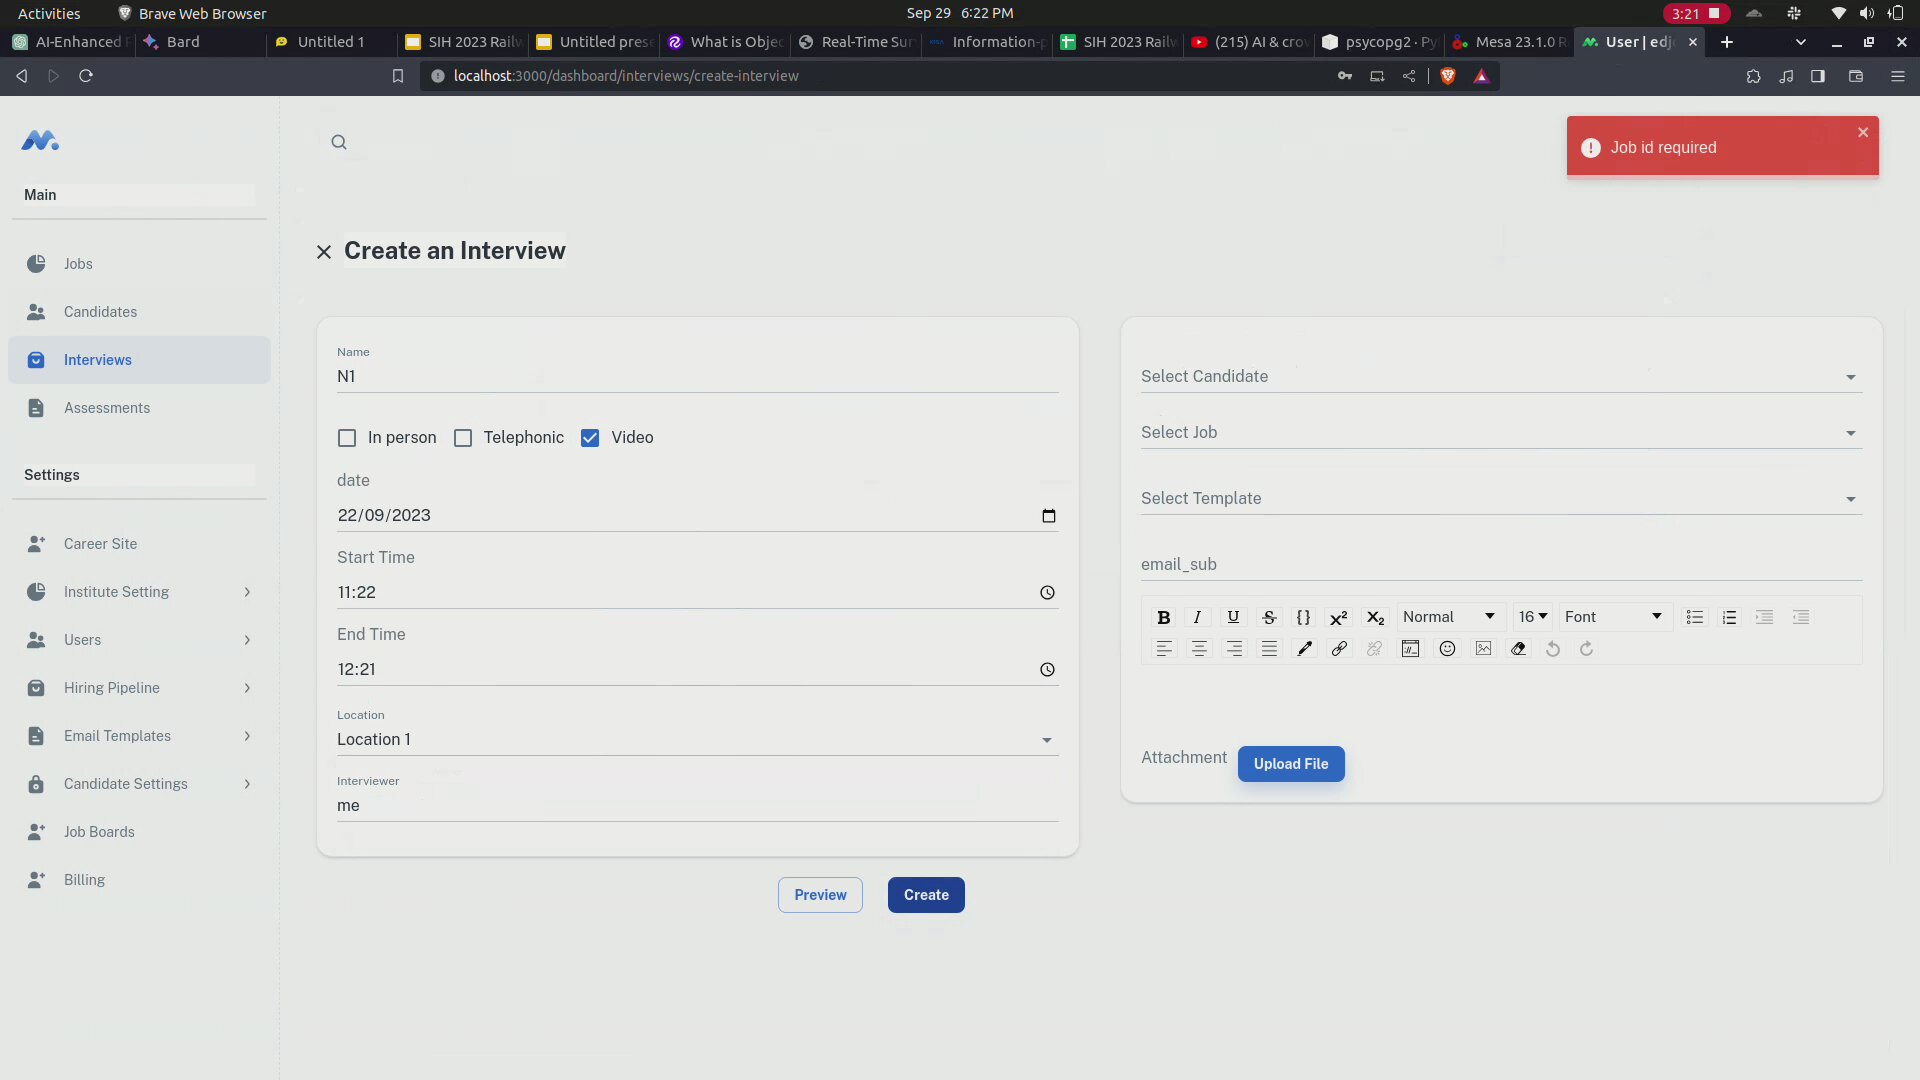 Activities
Brave Web Browser
Sep 29 6:22 PM
3:21
AI-Enhanced
Bard
Untitled 1
SIH 2023 Railw
Untitled prese
What is Objec
Real-Time Sur
Information-p
SIH 2023 Railw
(215) AI & crow
psycopg2 · Py
Mesa 23.1.0 R
User | edjo
localhost:3000/dashboard/interviews/create-interview
Job id required
Main
Jobs
Candidates
Interviews
Assessments
Settings
Career Site
Institute Setting
Users
Hiring Pipeline
Email Templates
Candidate Settings
Job Boards
Billing
Create an Interview
Name
N1
In person
Telephonic
Video
date
22/09/2023
Start Time
11:22
End Time
12:21
Location
Location 1
Interviewer
me
Select Candidate
Select Job
Select Template
email_sub
B I U S {} X² X₂ Normal 16 Font
Attachment
Upload File
Preview
Create